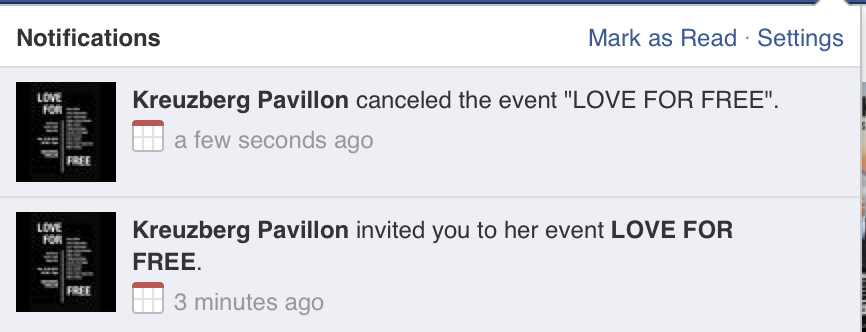 Notifications
Mark as Read · Settings
LOVE
FOR
FREE
Kreuzberg Pavillon canceled the event "LOVE FOR FREE".
a few seconds ago
LOVE
FOR
FREE
Kreuzberg Pavillon invited you to her event LOVE FOR
FREE.
3 minutes ago